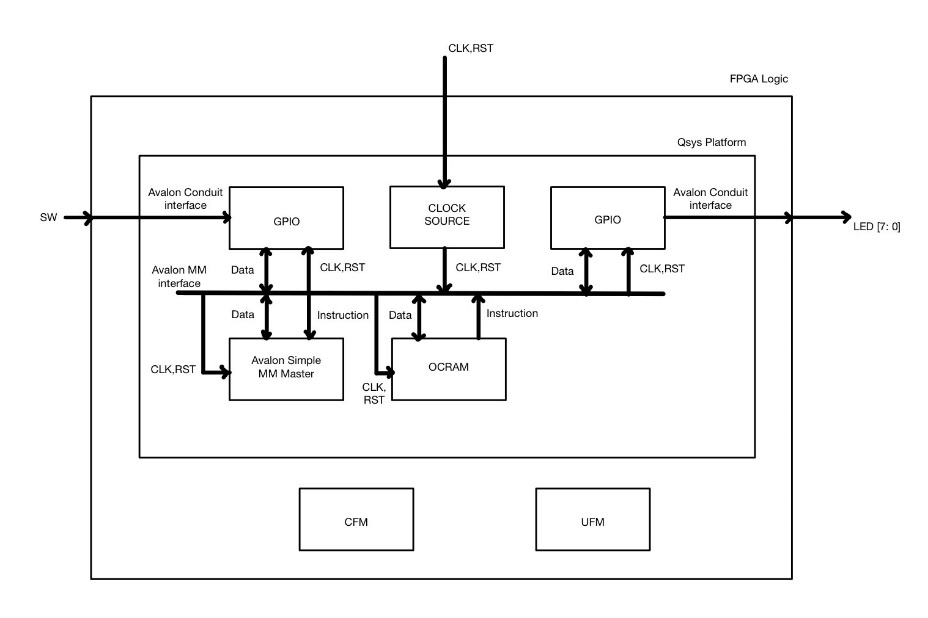 CLK,RST
FPGA Logic
Qsys Platform
Avalon Conduit
interface
SW
GPIO
CLOCK
SOURCE
GPIO
Avalon Conduit
interface
LED [7: 0]
Avalon MM
interface
Data
CLK,RST
CLK,RST
Data
CLK,RST
Data
Instruction
Data
Instruction
CLK,RST
Avalon Simple
MM Master
CLK,
RST
OCRAM
CFM
UFM